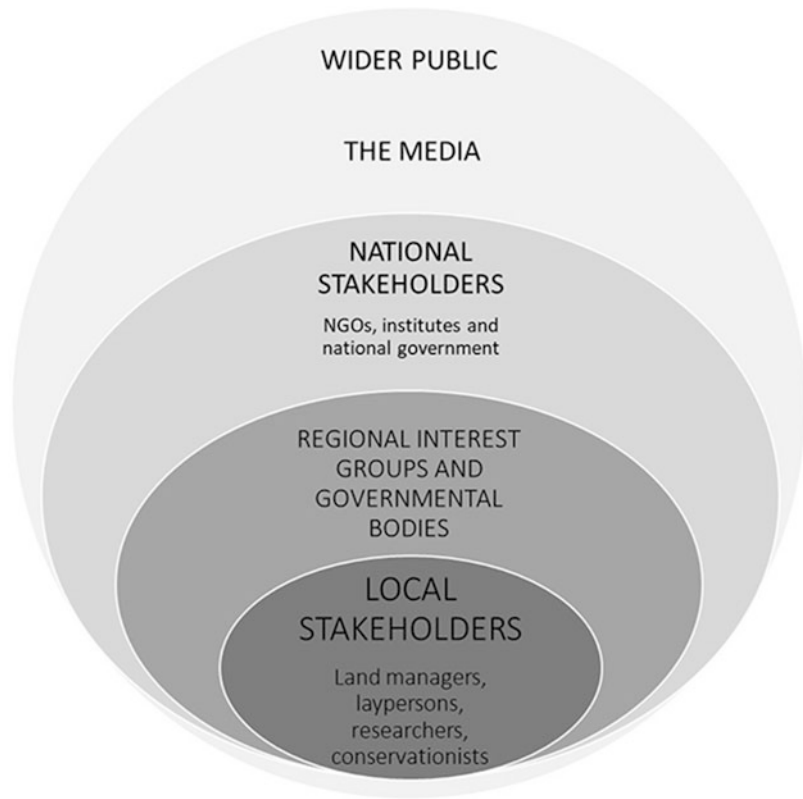 WIDER PUBLIC
THE MEDIA
NATIONAL
STAKEHOLDERS
NGOs, institutes and
national government
REGIONAL INTEREST
GROUPS AND
GOVERNMENTAL
BODIES
LOCAL
STAKEHOLDERS
Land managers,
laypersons,
researchers,
conservationists